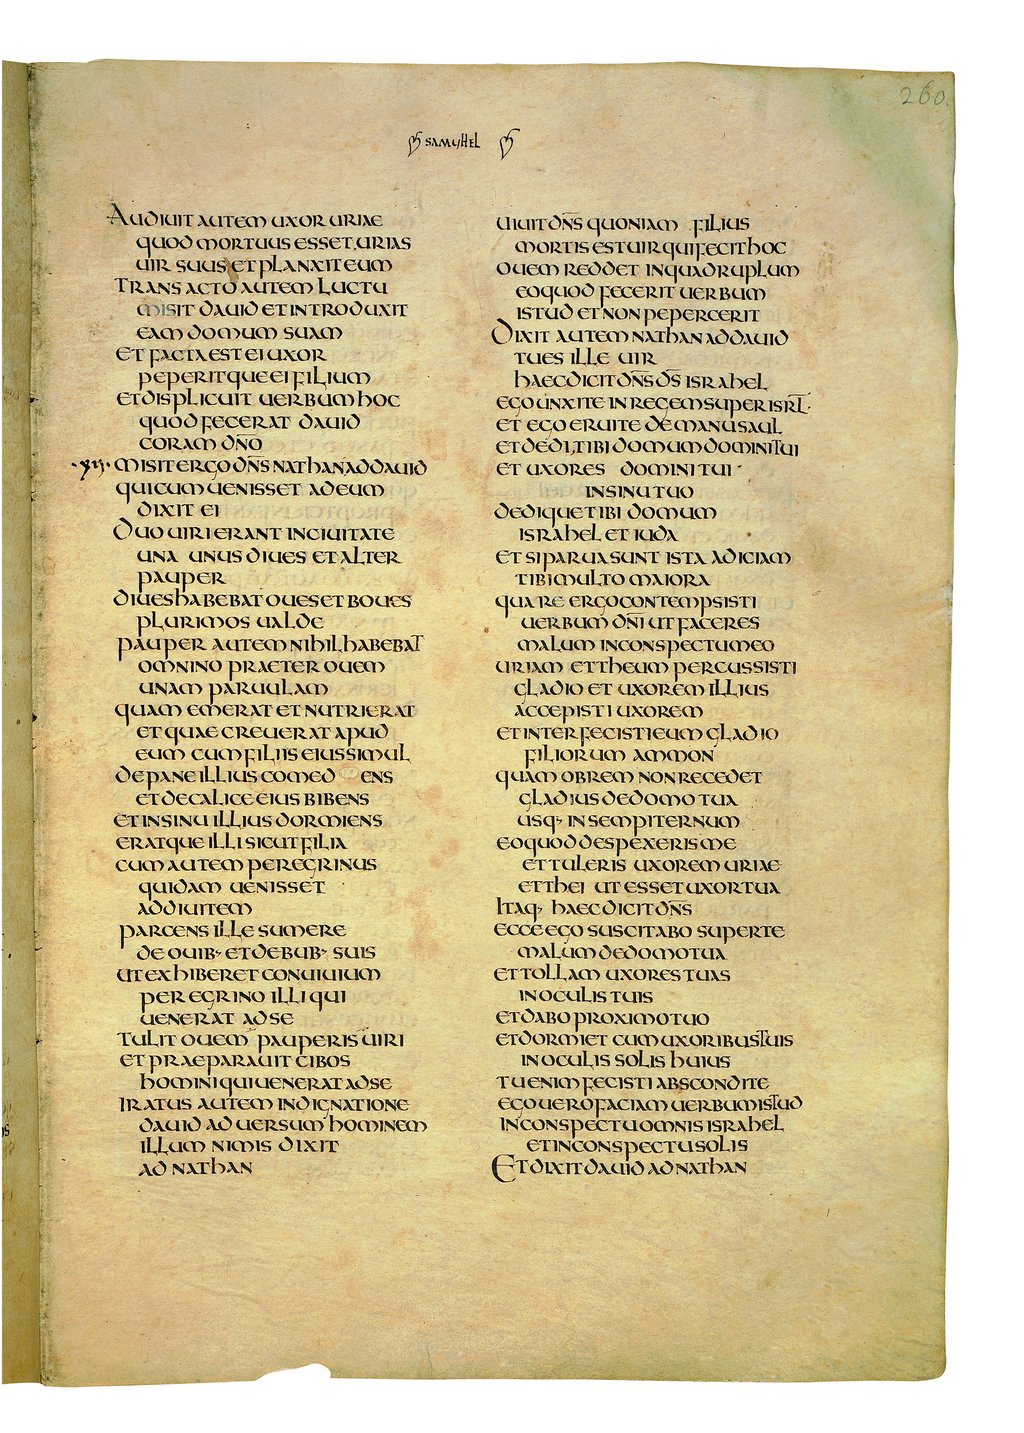 260.
SAMUHEL
AUDIUIT AUTEM UXOR URIAE
QUOD MORTUUS ESSET URIAS
UIR SUUS ET PLANXIT EUM
TRANSACTO AUTEM LUCTU
MISIT DAUID ET INTRODUXIT
EAM DOMUM SUAM
ET FACTA EST EI UXOR
PEPERITQUE EI FILIUM
ET DISPLICUIT UERBUM HOC
QUOD FECERAT DAUID
CORAM DN̄O
·XII· MISIT ERGO DN̄S NATHAN AD DAUID
QUI CUM UENISSET AD EUM
DIXIT EI
DUO UIRI ERANT IN CIUITATE
UNA UNUS DIUES ET ALTER
PAUPER
DIUES HABEBAT OUES ET BOUES
PLURIMOS UALDE
PAUPER AUTEM NIHIL HABEBAT
OMNINO PRAETER OUEM
UNAM PARUULAM
QUAM EMERAT ET NUTRIERAT
ET QUAE CREUERAT APUD
EUM CUM FILIIS EIUS SIMUL
DE PANE ILLIUS COMED ENS
ET DE CALICE EIUS BIBENS
ET IN SINU ILLIUS DORMIENS
ERATQUE ILLI SICUT FILIA
CUM AUTEM PEREGRINUS
QUIDAM UENISSET
AD DIUITEM
PARCENS ILLE SUMERE
DE OUIB· ET DE BUB· SUIS
UT EXHIBERET CONUIUIUM
PEREGRINO ILLI QUI
UENERAT AD SE
TULIT OUEM PAUPERIS UIRI
ET PRAEPARAUIT CIBOS
HOMINI QUI UENERAT AD SE
IRATUS AUTEM INDIGNATIONE
DAUID ADUERSUM HOMINEM
ILLUM NIMIS DIXIT
AD NATHAN
UIUIT DN̄S QUONIAM FILIUS
MORTIS EST UIR QUI FECIT HOC
OUEM REDDET IN QUADRUPLUM
EO QUOD FECERIT UERBUM
ISTUD ET NON PEPERCERIT
DIXIT AUTEM NATHAN AD DAUID
TU ES ILLE UIR
HAEC DICIT DN̄S DS̄ ISRAHEL
EGO UNXI TE IN REGEM SUPER ISRL̄·
ET EGO ERUI TE DE MANU SAUL
ET DEDI TIBI DOMUM DOMINI TUI
ET UXORES DOMINI TUI
IN SINU TUO
DEDIQUE TIBI DOMUM
ISRAHEL ET IUDA
ET SI PARUA SUNT ISTA ADICIAM
TIBI MULTO MAIORA
QUARE ERGO CONTEMPSISTI
UERBUM DN̄I UT FACERES
MALUM IN CONSPECTU MEO
URIAM ETTHEUM PERCUSSISTI
GLADIO ET UXOREM ILLIUS
ACCEPISTI UXOREM
ET INTERFECISTI EUM GLADIO
FILIORUM AMMON
QUAM OB REM NON RECEDET
GLADIUS DE DOMO TUA
USQ· IN SEMPITERNUM
EO QUOD DESPEXERIS ME
ET TULERIS UXOREM URIAE
ETTHEI UT ESSET UXOR TUA
ITAQ· HAEC DICIT DN̄S
ECCE EGO SUSCITABO SUPER TE
MALUM DE DOMO TUA
ET TOLLAM UXORES TUAS
IN OCULIS TUIS
ET DABO PROXIMO TUO
ET DORMIET CUM UXORIBUS TUIS
IN OCULIS SOLIS HUIUS
TU ENIM FECISTI ABSCONDITE
EGO UERO FACIAM UERBUM ISTUD
IN CONSPECTU OMNIS ISRAHEL
ET IN CONSPECTU SOLIS
ET DIXIT DAUID AD NATHAN